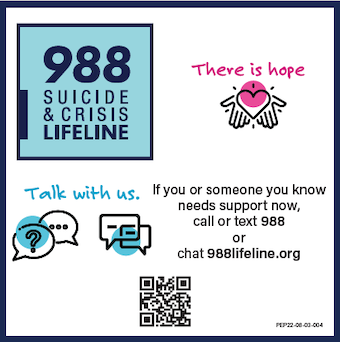 988
SUICIDE
& CRISIS
LIFELINE
There is hope
Talk with us.
?
If you or someone you know
needs support now,
call or text 988
or
chat 988lifeline.org
PEP22-08-03-004